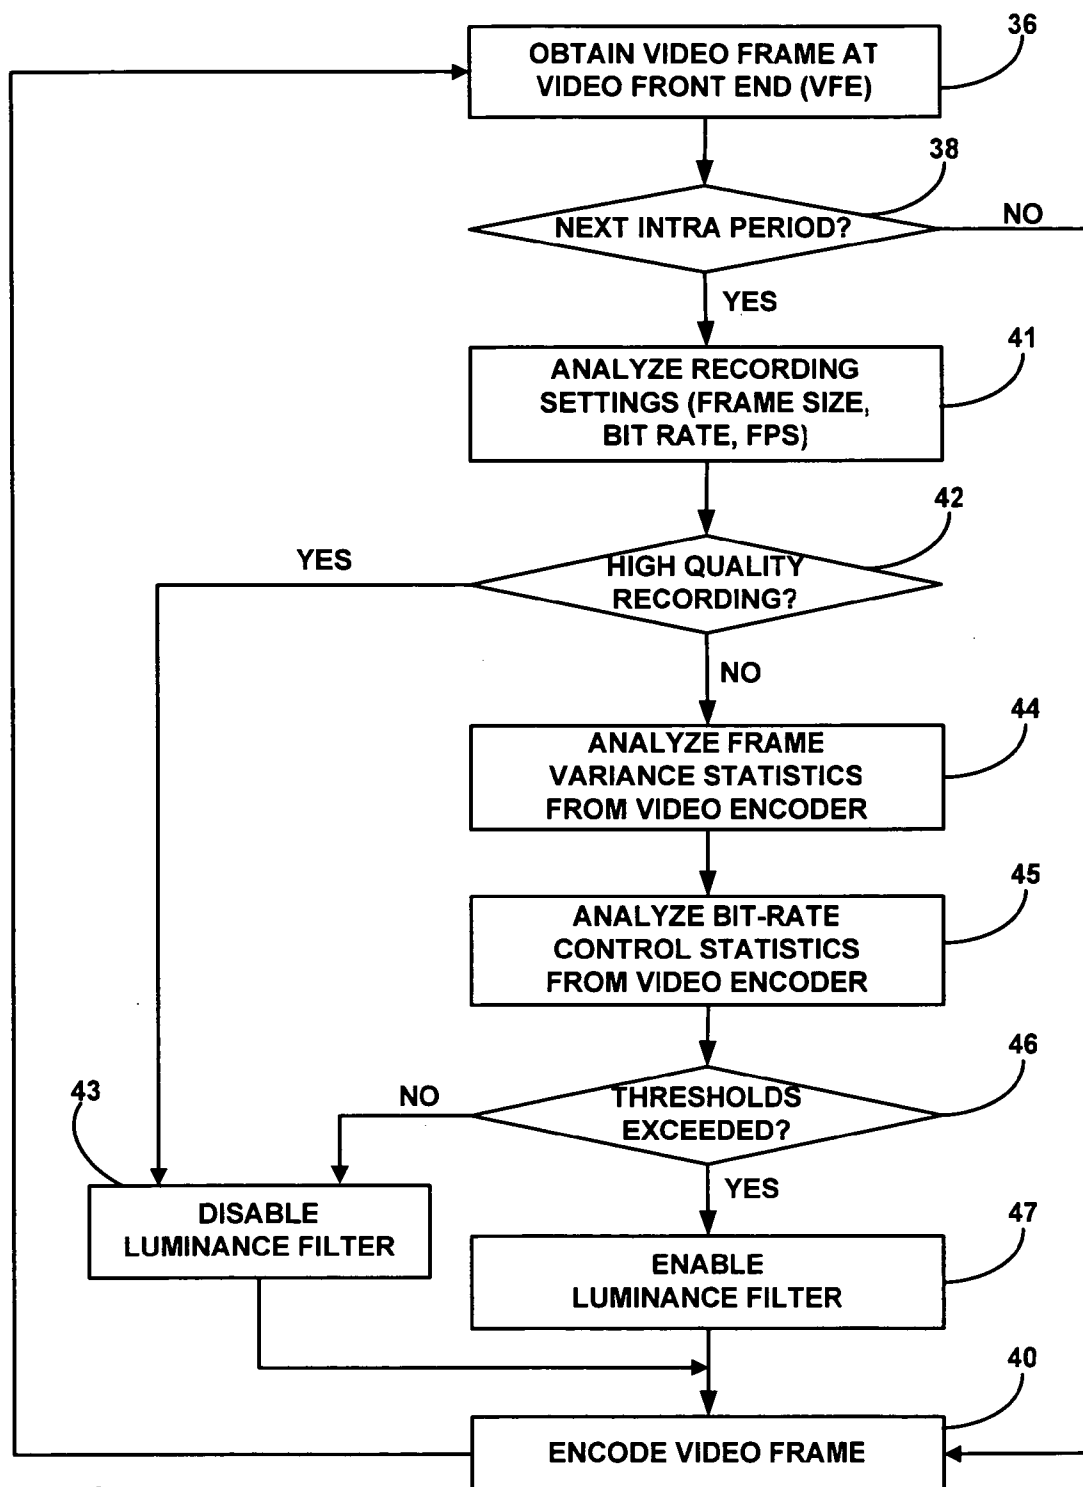 36
OBTAIN VIDEO FRAME AT
VIDEO FRONT END (VFE)
38
NEXT INTRA PERIOD?
NO
YES
41
ANALYZE RECORDING
SETTINGS (FRAME SIZE,
BIT RATE, FPS)
42
YES
HIGH QUALITY
RECORDING?
NO
44
ANALYZE FRAME
VARIANCE STATISTICS
FROM VIDEO ENCODER
45
ANALYZE BIT-RATE
CONTROL STATISTICS
FROM VIDEO ENCODER
46
43
NO
THRESHOLDS
EXCEEDED?
YES
DISABLE
LUMINANCE FILTER
47
ENABLE
LUMINANCE FILTER
40
ENCODE VIDEO FRAME